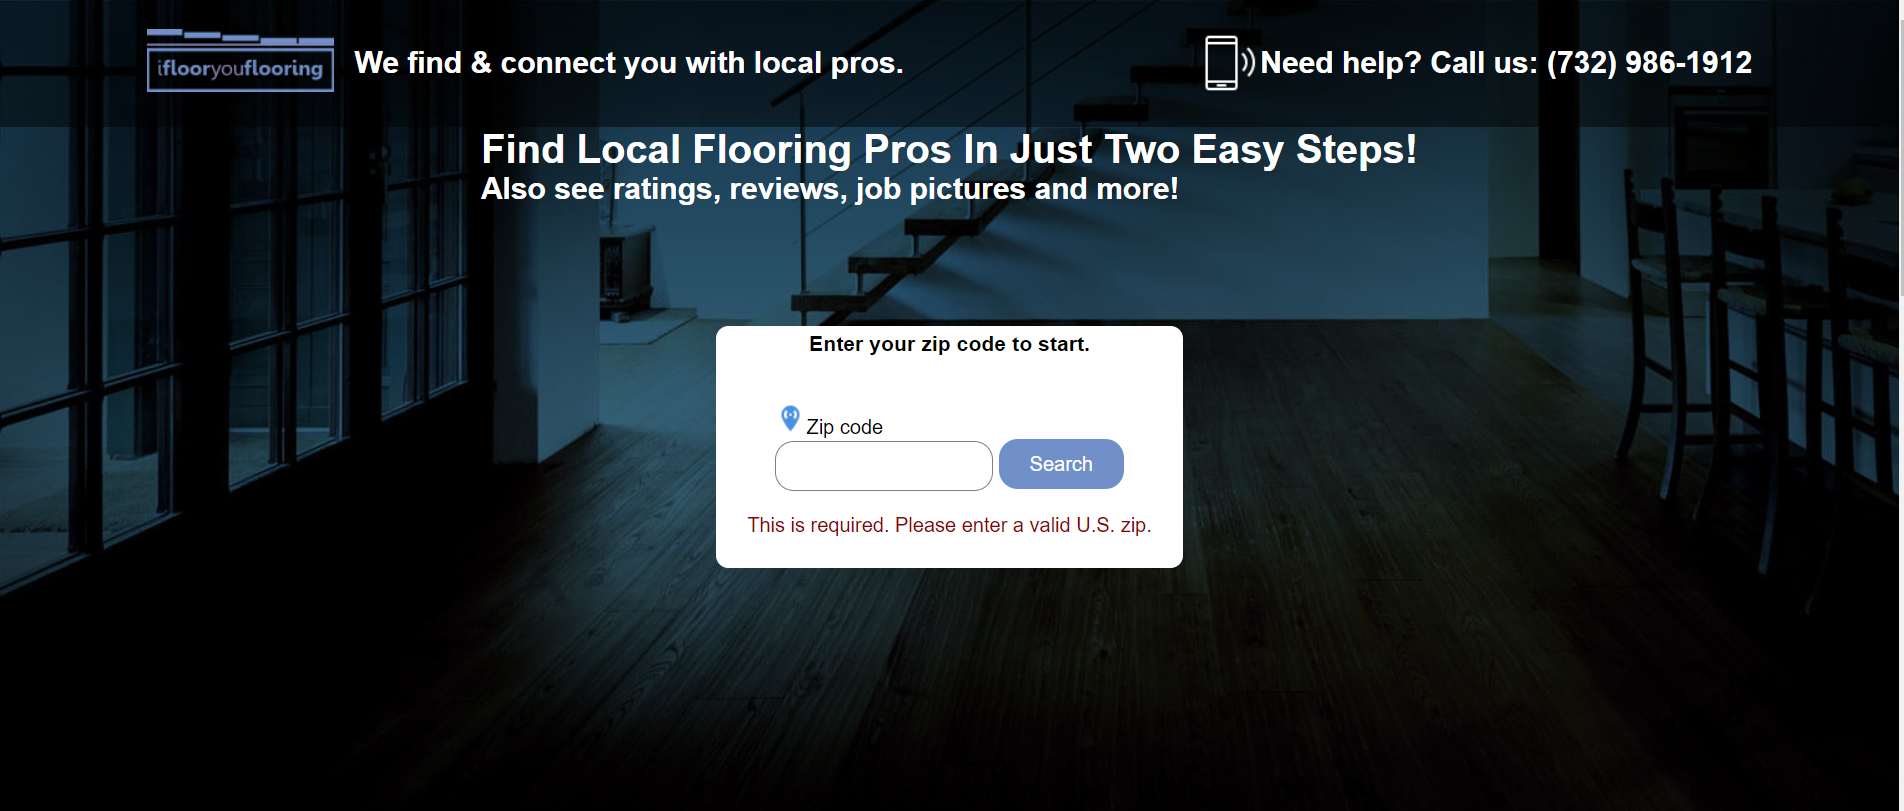 ifflooryouflooring
We find & connect you with local pros.
Need help? Call us: (732) 986-1912
Find Local Flooring Pros In Just Two Easy Steps!
Also see ratings, reviews, job pictures and more!
Enter your zip code to start.
Zip code
Search
This is required. Please enter a valid U.S. zip.